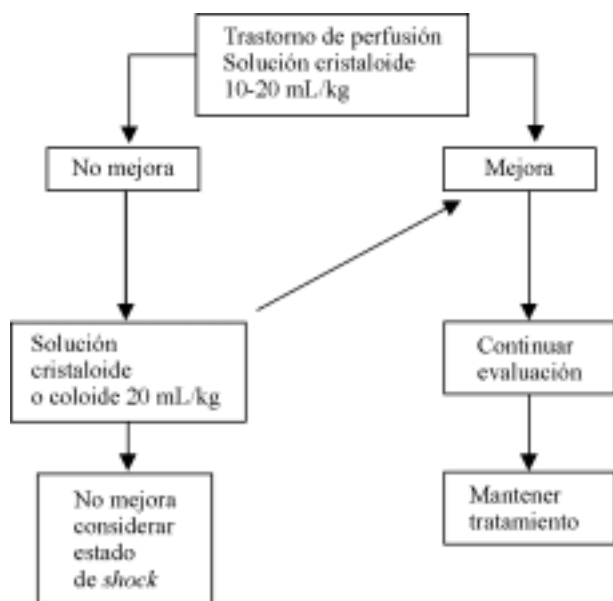 Trastorno de perfusión
Solución cristaloide
10-20 mL/kg
No mejora
Mejora
Solución
cristaloide
o coloide 20 mL/kg
Continuar
evaluación
No mejora
considerar
estado
de shock
Mantener
tratamiento